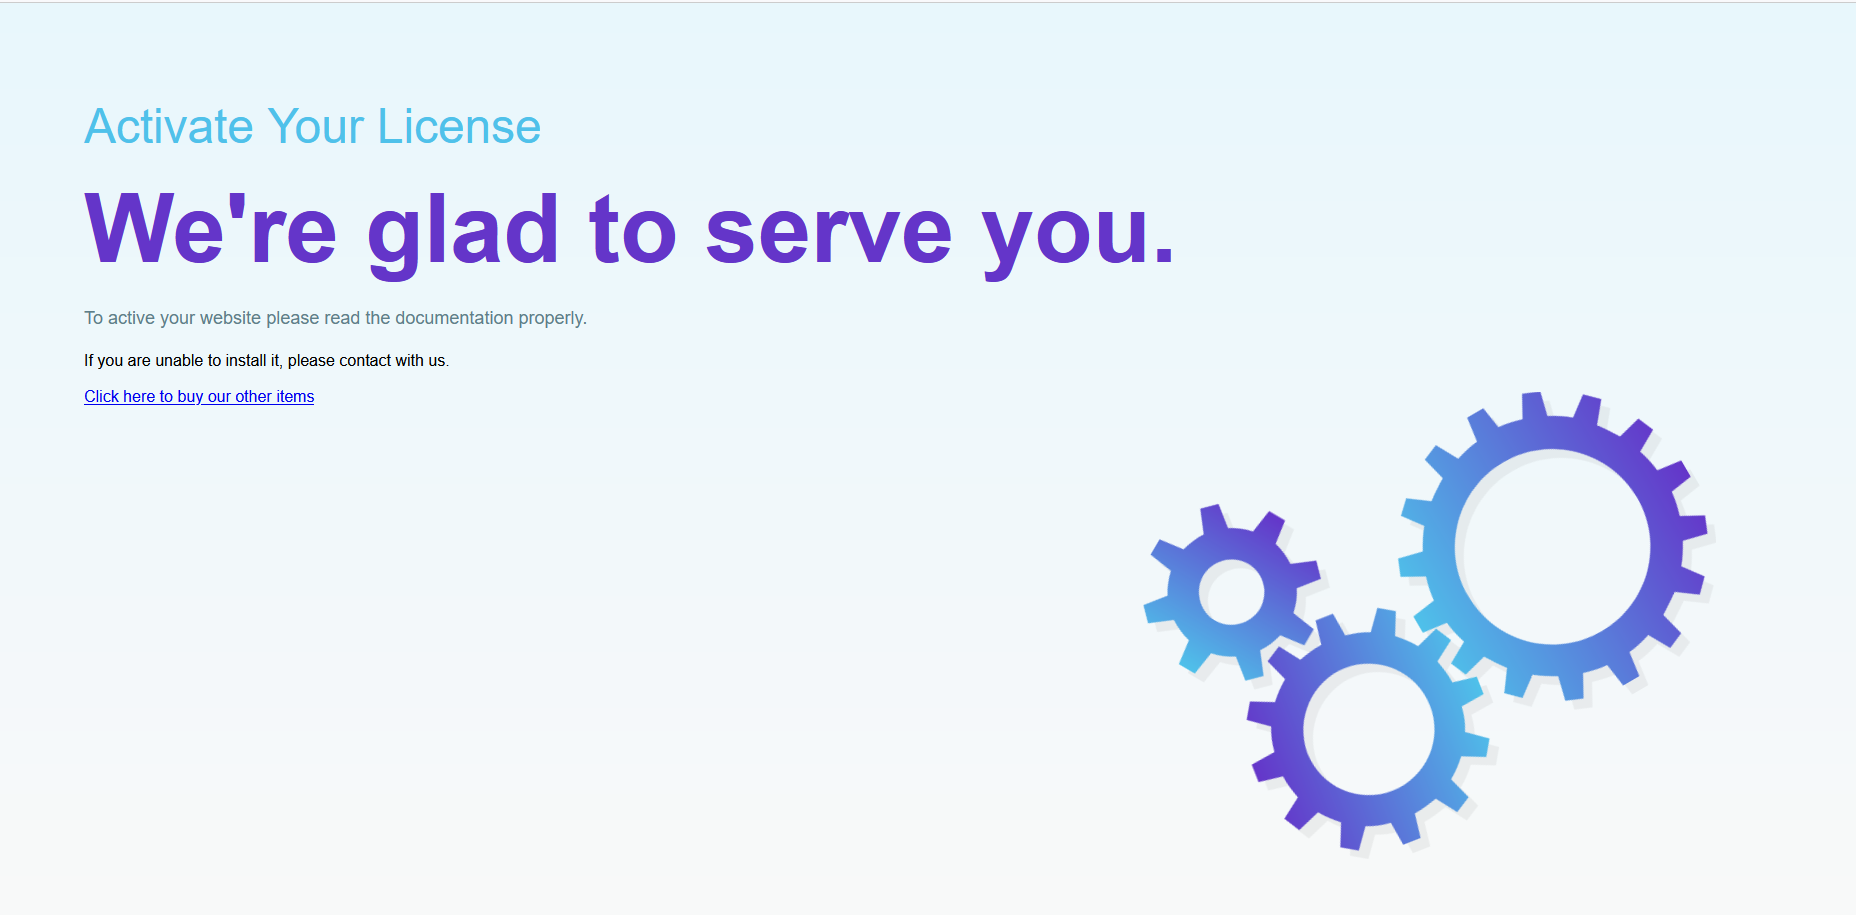 Activate Your License
We're glad to serve you.
To active your website please read the documentation properly.
If you are unable to install it, please contact with us.
Click here to buy our other items